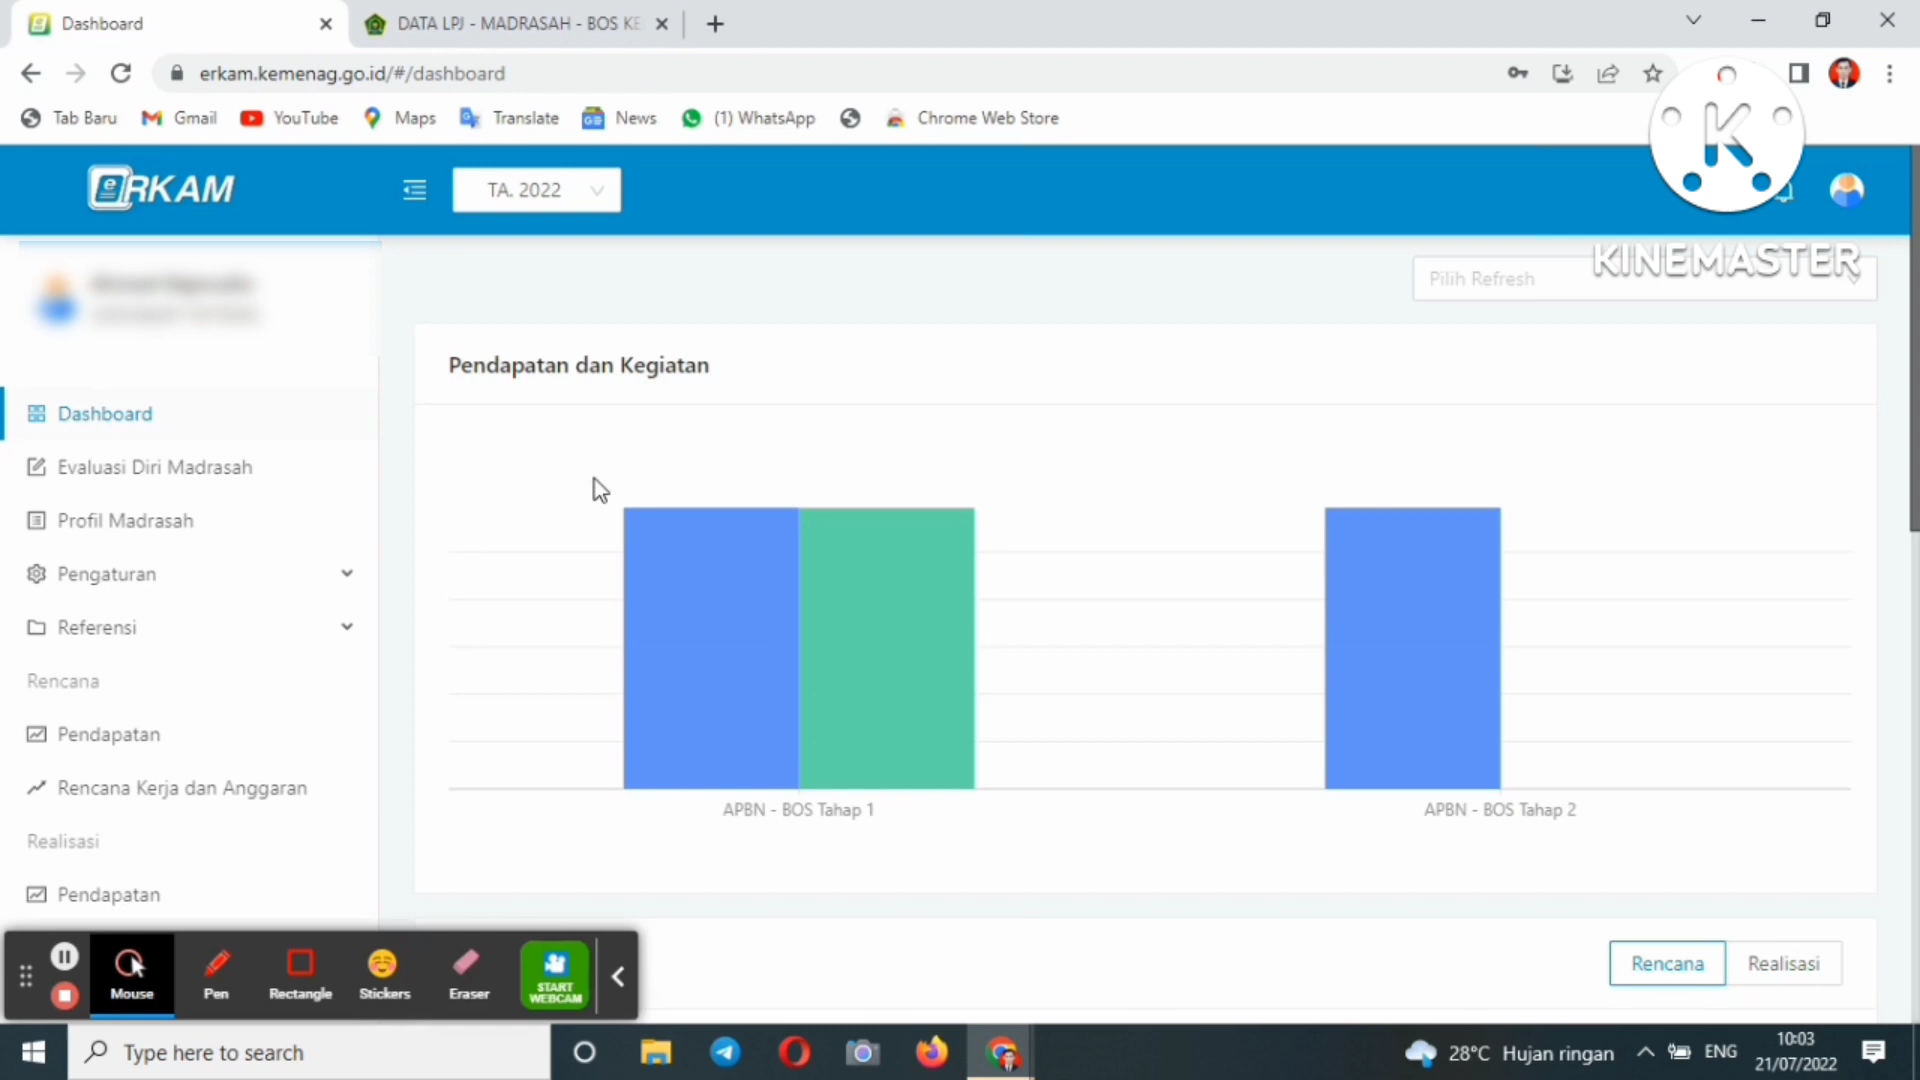 Dashboard
DATA LPJ - MADRASAH - BOS KE
erkam.kemenag.go.id/#/dashboard
Tab Baru
Gmail
YouTube
Maps
Translate
News
(1) WhatsApp
Chrome Web Store
eRKAM
TA. 2022
K
KINEMASTER
Pilih Refresh
Pendapatan dan Kegiatan
Dashboard
Evaluasi Diri Madrasah
Profil Madrasah
Pengaturan
Referensi
Rencana
Pendapatan
Rencana Kerja dan Anggaran
Realisasi
Pendapatan
APBN - BOS Tahap 1
APBN - BOS Tahap 2
Rencana
Realisasi
Mouse
Pen
Rectangle
Stickers
Eraser
START
WEBCAM
Type here to search
28°C Hujan ringan
ENG
10:03
21/07/2022